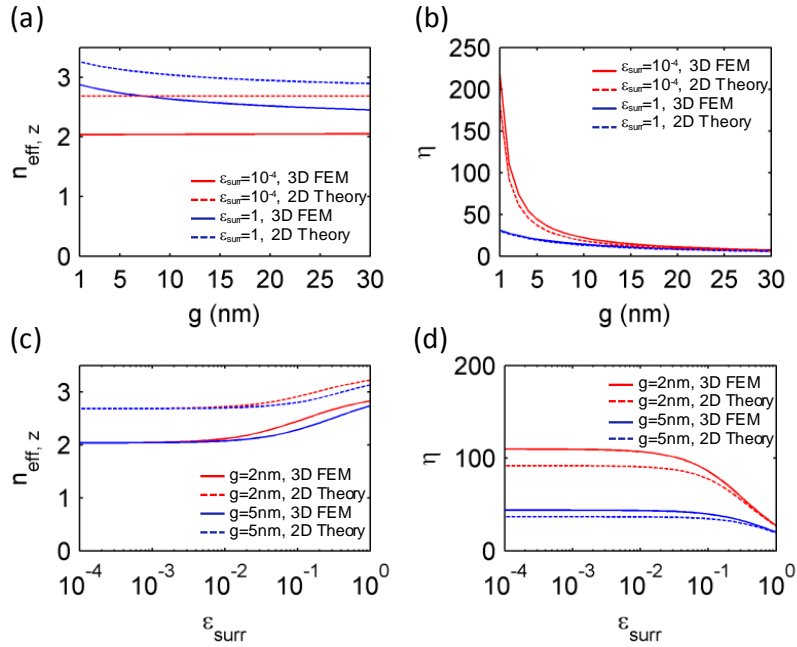 (a)
n_eff, z
3
2
1
0
ε_surr=10^-4, 3D FEM
ε_surr=10^-4, 2D Theory
ε_surr=1, 3D FEM
ε_surr=1, 2D Theory
1 5 10 15 20 25 30
g (nm)
(b)
η
250
200
150
100
50
0
ε_surr=10^-4, 3D FEM
ε_surr=10^-4, 2D Theory
ε_surr=1, 3D FEM
ε_surr=1, 2D Theory
1 5 10 15 20 25 30
g (nm)
(c)
n_eff, z
3
2
1
0
g=2nm, 3D FEM
g=2nm, 2D Theory
g=5nm, 3D FEM
g=5nm, 2D Theory
10^-4 10^-3 10^-2 10^-1 10^0
ε_surr
(d)
η
200
100
0
g=2nm, 3D FEM
g=2nm, 2D Theory
g=5nm, 3D FEM
g=5nm, 2D Theory
10^-4 10^-3 10^-2 10^-1 10^0
ε_surr